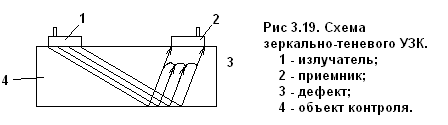 1
2
3
4
Рис 3.19. Схема
зеркально-теневого УЗК.
1 - излучатель;
2 - приемник;
3 - дефект;
4 - объект контроля.